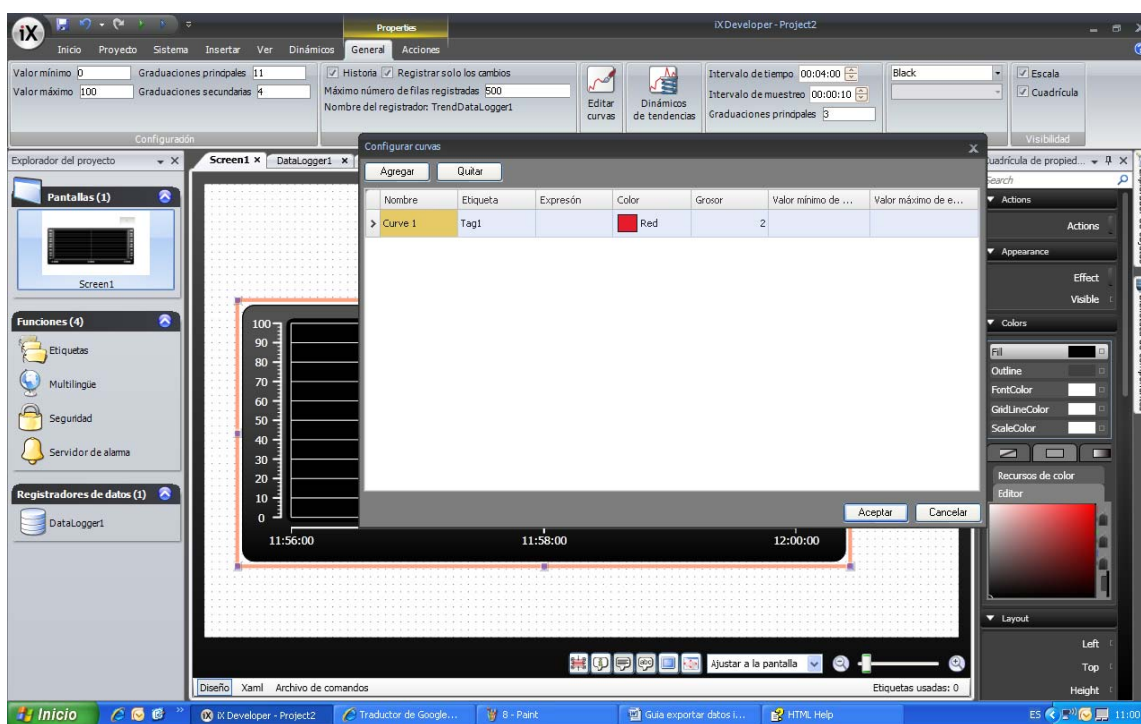 iX
Properties
iX Developer - Project2
Inicio Proyecto Sistema Insertar Ver Dinámicos General Acciones
Valor mínimo 0 Graduaciones principales 11 Historia Registrar solo los cambios Intervalo de tiempo 00:04:00 Black Escala
Valor máximo 100 Graduaciones secundarias 4 Máximo número de filas registradas 500 Intervalo de muestreo 00:00:10 Cuadrícula
Nombre del registrador: TrendDataLogger1 Editar curvas Dinámicos de tendencias Graduaciones principales 3
Configuración Visibilidad
Explorador del proyecto
Screen1 DataLogger1
Configurar curvas
Cuadrícula de propied...
Agregar Quitar
Search
Pantallas (1)
Nombre Etiqueta Expresón Color Grosor Valor mínimo de ... Valor máximo de e...
Curve 1 Tag1 Red 2
Screen1
Actions
Actions
Appearance
Effect
Visible
Funciones (4)
Etiquetas
Multilingüe
Seguridad
Servidor de alarma
Colors
Fill
Outline
FontColor
GridLineColor
ScaleColor
Recursos de color
Editor
100
90
80
70
60
50
40
30
20
10
0
Registradores de datos (1)
DataLogger1
Aceptar Cancelar
11:56:00 11:58:00 12:00:00
Layout
Left
Top
Height
Ajustar a la pantalla
Diseño Xaml Archivo de comandos Etiquetas usadas: 0
Inicio iX Developer - Project2 Traductor de Google... 8 - Paint Guia exportar datos i... HTML Help ES 11:00